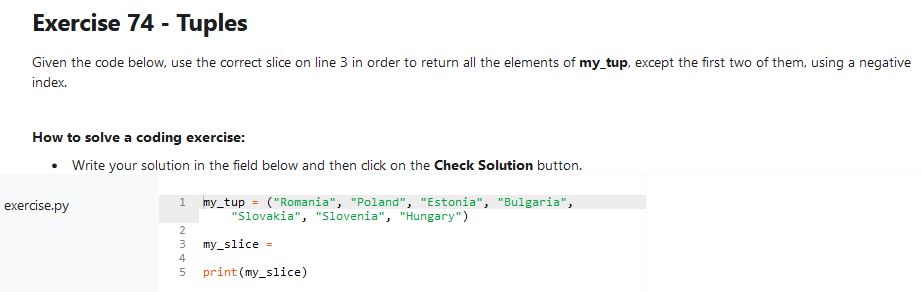 Exercise 74 - Tuples
Given the code below, use the correct slice on line 3 in order to return all the elements of my_tup, except the first two of them, using a negative
index.
How to solve a coding exercise:
• Write your solution in the field below and then click on the Check Solution button.
exercise.py
1 my_tup = ("Romania", "Poland", "Estonia", "Bulgaria",
"Slovakia", "Slovenia", "Hungary")
2
3 my_slice =
4
5 print(my_slice)